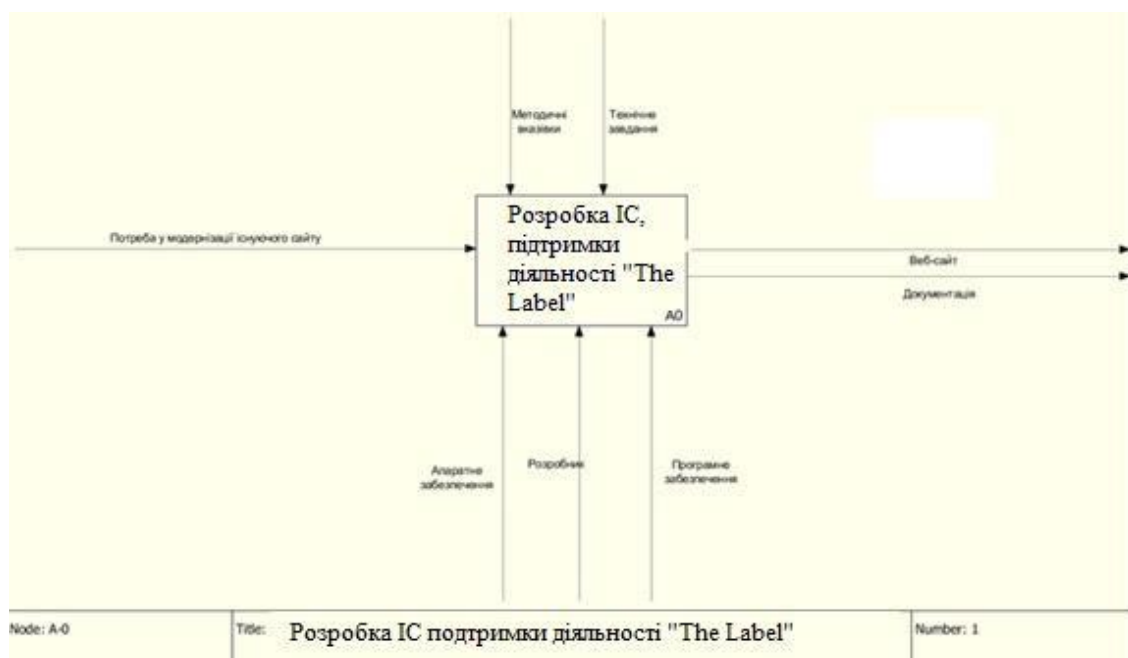 Методичні
вказівки
Технічне
завдання
Розробка ІС,
підтримки
діяльності "The
Label"
A0
Потреба у модернізації існуючого сайту
Веб-сайт
Документація
Апаратне
забезпечення
Розробник
Програмне
забезпечення
Node: A-0
Title:
Розробка ІС подтримки діяльності "The Label"
Number: 1